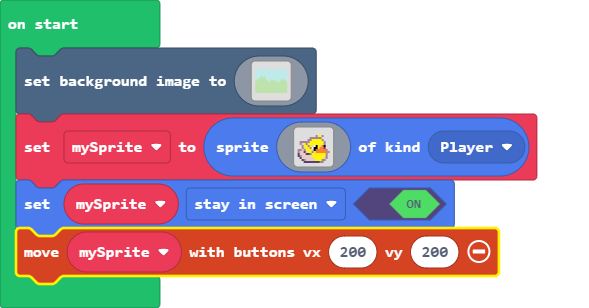 on start
set background image to
set mySprite to sprite of kind Player
set mySprite stay in screen ON
move mySprite with buttons vx 200 vy 200